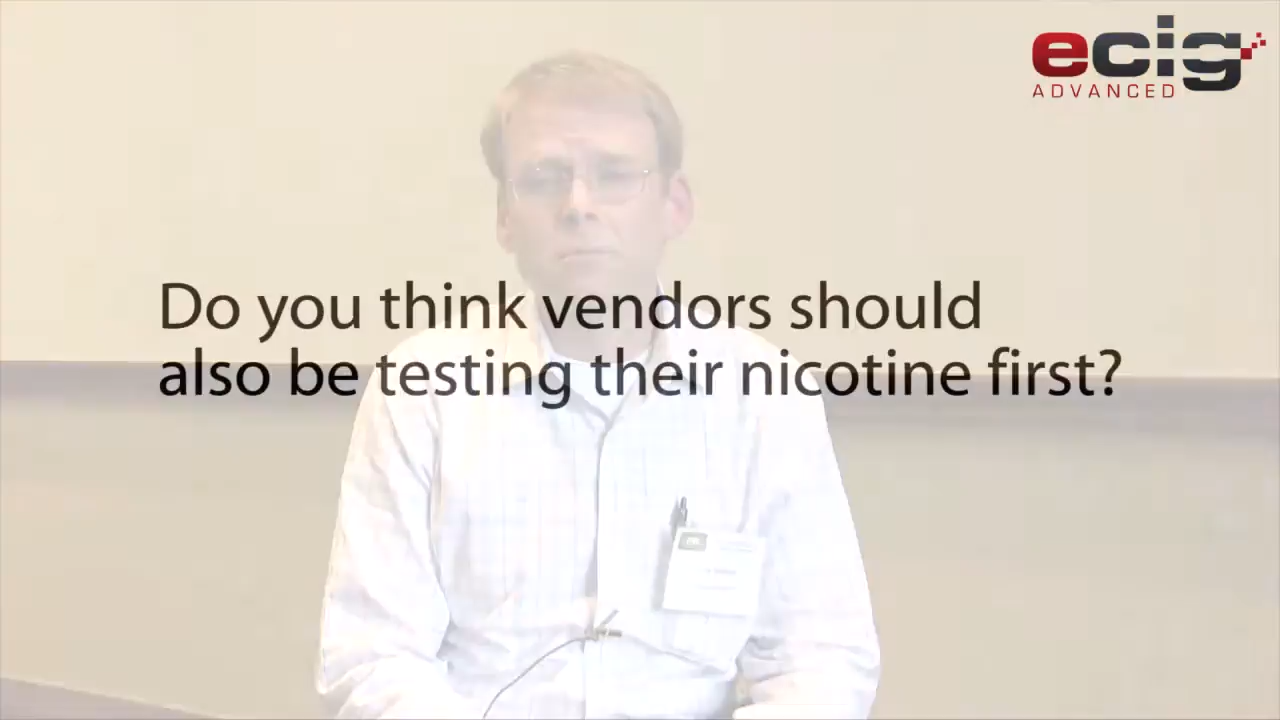 ecig
ADVANCED
Do you think vendors should
also be testing their nicotine first?